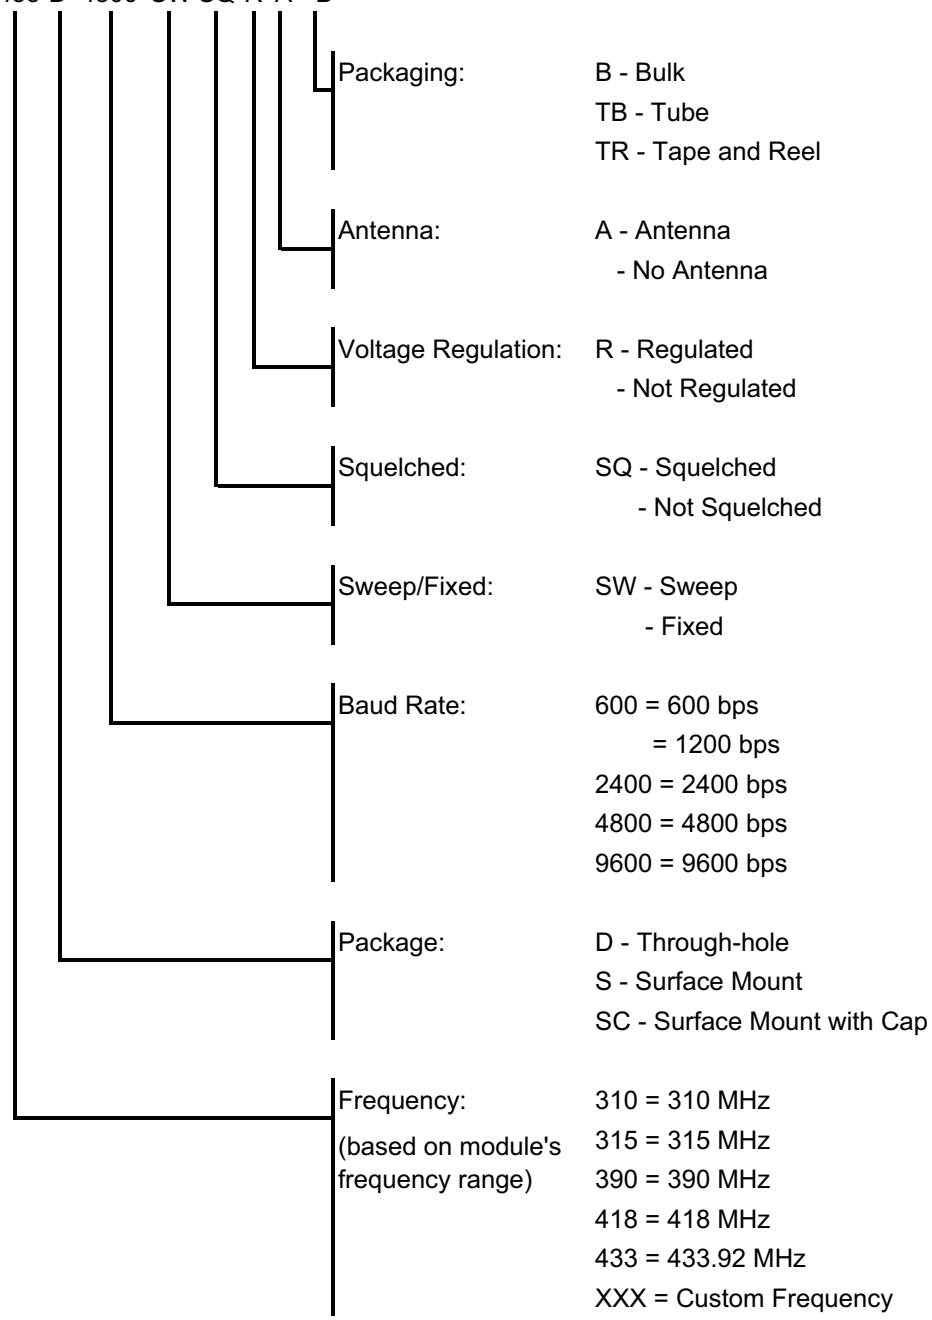 Packaging: B - Bulk
TB - Tube
TR - Tape and Reel
Antenna: A - Antenna
- No Antenna
Voltage Regulation: R - Regulated
- Not Regulated
Squelched: SQ - Squelched
- Not Squelched
Sweep/Fixed: SW - Sweep
- Fixed
Baud Rate: 600 = 600 bps
= 1200 bps
2400 = 2400 bps
4800 = 4800 bps
9600 = 9600 bps
Package: D - Through-hole
S - Surface Mount
SC - Surface Mount with Cap
Frequency: 310 = 310 MHz
(based on module's 315 = 315 MHz
frequency range) 390 = 390 MHz
418 = 418 MHz
433 = 433.92 MHz
XXX = Custom Frequency